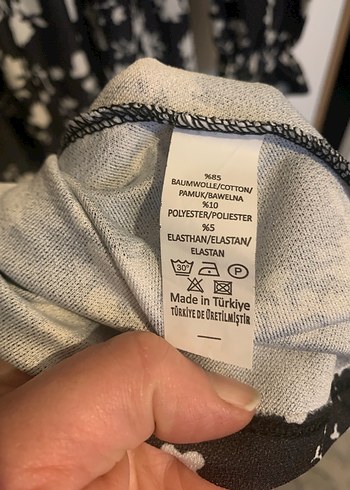 %85
BAUMWOLLE/COTTON/
PAMUK/BAWELNA
%10
POLYESTER/POLIESTER
%5
ELASTHAN/ELASTAN/
ELASTAN
30° P
Made in Türkiye
TÜRKİYE DE ÜRETİLMİŞTİR